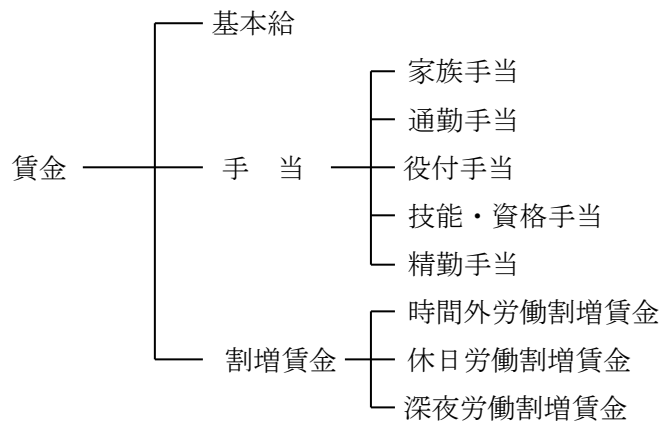 基本給
家族手当
通勤手当
賃金 手　当 役付手当
技能・資格手当
精勤手当
時間外労働割増賃金
割増賃金 休日労働割増賃金
深夜労働割増賃金